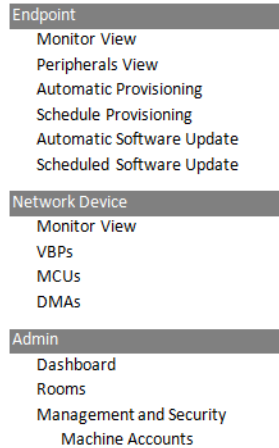 Endpoint
Monitor View
Peripherals View
Automatic Provisioning
Schedule Provisioning
Automatic Software Update
Scheduled Software Update
Network Device
Monitor View
VBPs
MCUs
DMAs
Admin
Dashboard
Rooms
Management and Security
Machine Accounts